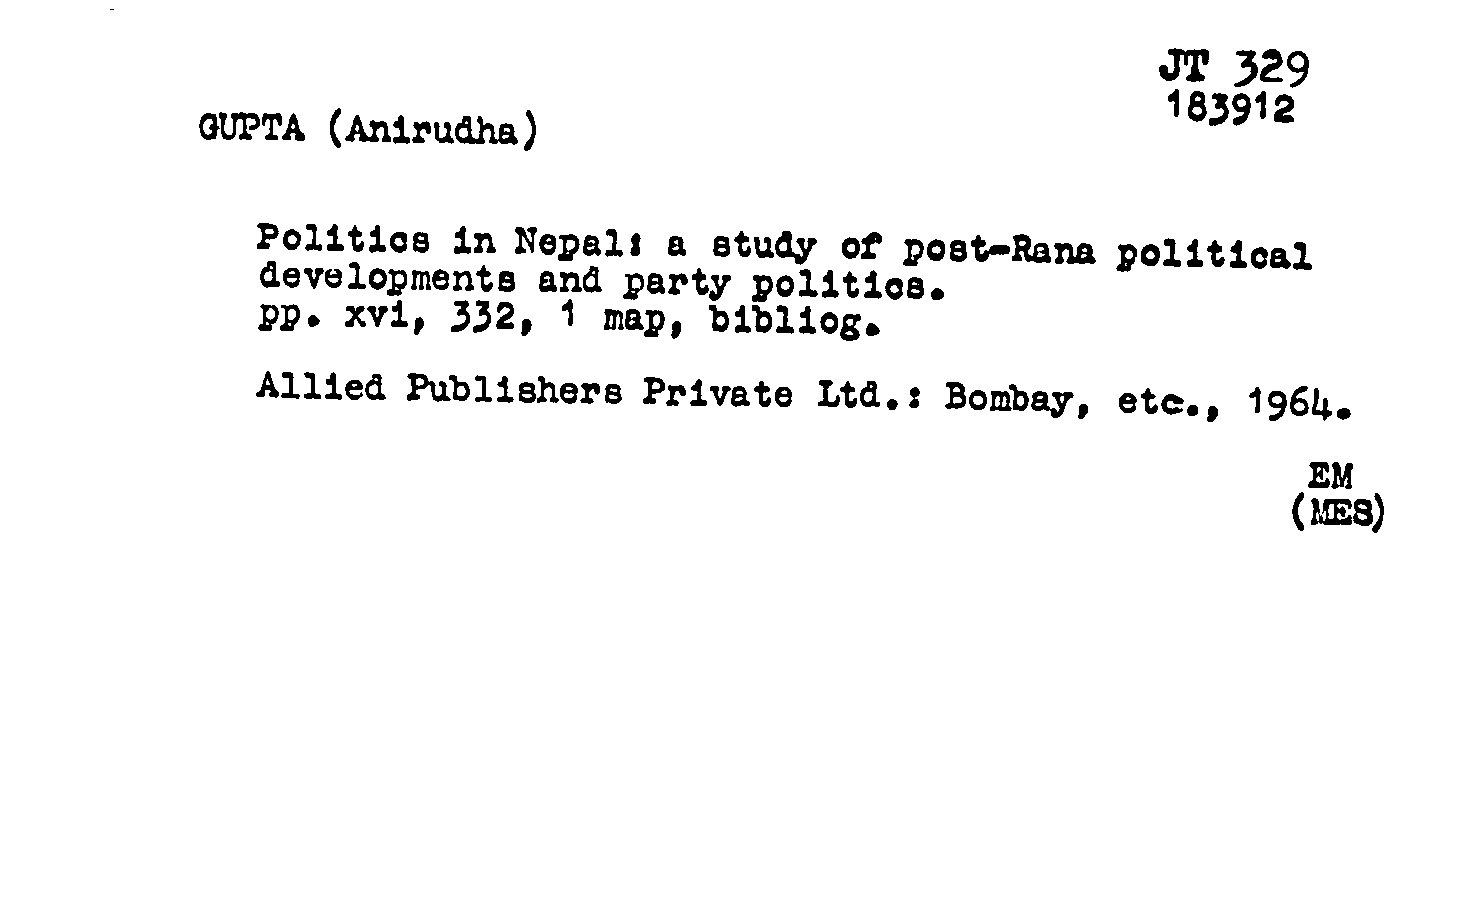 JT 329
183912
GUPTA (Anirudha)
Politics in Nepal: a study of post-Rana political
developments and party politics.
pp. xvi, 332, 1 map, bibliog.
Allied Publishers Private Ltd.: Bombay, etc., 1964.
EM
(MES)